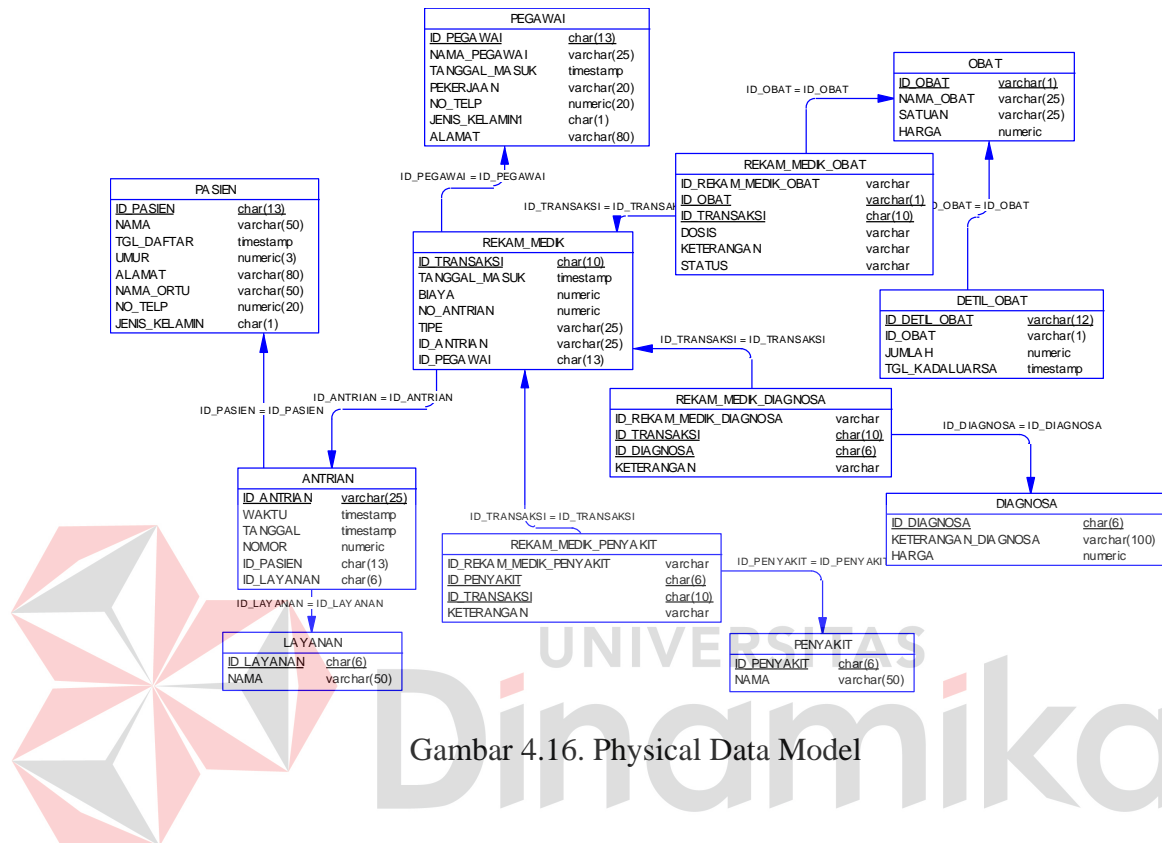 PEGAWAI
ID_PEGAWAI char(13)
NAMA_PEGAWAI varchar(25)
TANGGAL_MASUK timestamp
PEKERJAAN varchar(20)
NO_TELP numeric(20)
JENIS_KELAMIN1 char(1)
ALAMAT varchar(80)
OBAT
ID_OBAT varchar(1)
NAMA_OBAT varchar(25)
SATUAN varchar(25)
HARGA numeric
ID_OBAT = ID_OBAT
REKAM_MEDIK_OBAT
ID_REKAM_MEDIK_OBAT varchar
ID_OBAT varchar(1)
ID_TRANSAKSI char(10)
DOSIS varchar
KETERANGAN varchar
STATUS varchar
ID_PEGAWAI = ID_PEGAWAI
ID_TRANSAKSI = ID_TRANSAK
D_OBAT = ID_OBAT
PASIEN
ID_PASIEN char(13)
NAMA varchar(50)
TGL_DAFTAR timestamp
UMUR numeric(3)
ALAMAT varchar(80)
NAMA_ORTU varchar(50)
NO_TELP numeric(20)
JENIS_KELAMIN char(1)
REKAM_MEDIK
ID_TRANSAKSI char(10)
TANGGAL_MASUK timestamp
BIAYA numeric
NO_ANTRIAN numeric
TIPE varchar(25)
ID_ANTRIAN varchar(25)
ID_PEGAWAI char(13)
DETIL_OBAT
ID_DETIL_OBAT varchar(12)
ID_OBAT varchar(1)
JUMLAH numeric
TGL_KADALUARSA timestamp
ID_TRANSAKSI = ID_TRANSAKSI
ID_ANTRIAN = ID_ANTRIAN
ID_PASIEN = ID_PASIEN
REKAM_MEDIK_DIAGNOSA
ID_REKAM_MEDIK_DIAGNOSA varchar
ID_TRANSAKSI char(10)
ID_DIAGNOSA char(6)
KETERANGAN varchar
ID_DIAGNOSA = ID_DIAGNOSA
ANTRIAN
ID_ANTRIAN varchar(25)
WAKTU timestamp
TANGGAL timestamp
NOMOR numeric
ID_PASIEN char(13)
ID_LAYANAN char(6)
ID_TRANSAKSI = ID_TRANSAKSI
DIAGNOSA
ID_DIAGNOSA char(6)
KETERANGAN_DIAGNOSA varchar(100)
HARGA numeric
REKAM_MEDIK_PENYAKIT
ID_REKAM_MEDIK_PENYAKIT varchar
ID_PENYAKIT char(6)
ID_TRANSAKSI char(10)
KETERANGAN varchar
ID_PENYAKIT = ID_PENYAKIT
ID_LAYANAN = ID_LAYANAN
LAYANAN
ID_LAYANAN char(6)
NAMA varchar(50)
PENYAKIT
ID_PENYAKIT char(6)
NAMA varchar(50)
UNIVERSITAS
Dinamika
Gambar 4.16. Physical Data Model